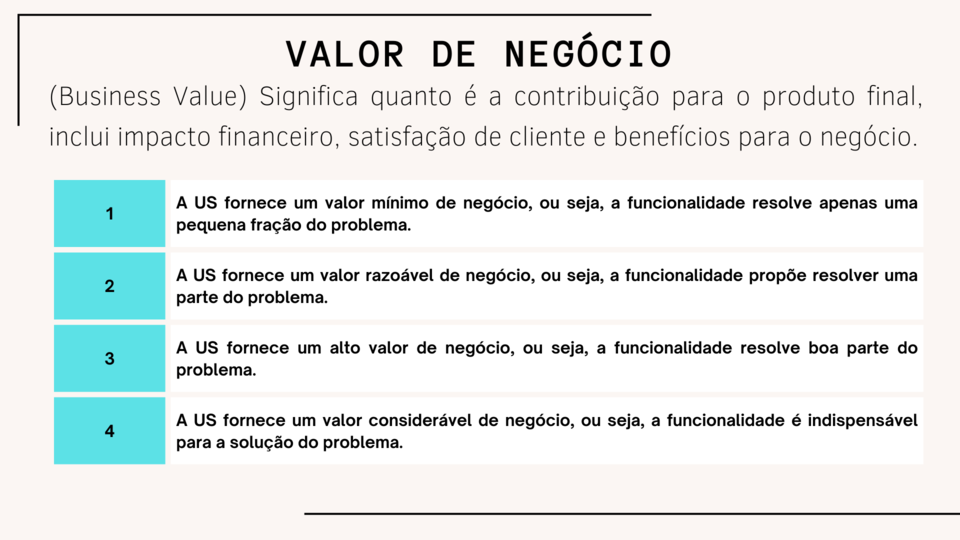 VALOR DE NEGÓCIO
(Business Value) Significa quanto é a contribuição para o produto final,
inclui impacto financeiro, satisfação de cliente e benefícios para o negócio.
1
A US fornece um valor mínimo de negócio, ou seja, a funcionalidade resolve apenas uma
pequena fração do problema.
2
A US fornece um valor razoável de negócio, ou seja, a funcionalidade propõe resolver uma
parte do problema.
3
A US fornece um alto valor de negócio, ou seja, a funcionalidade resolve boa parte do
problema.
4
A US fornece um valor considerável de negócio, ou seja, a funcionalidade é indispensável
para a solução do problema.